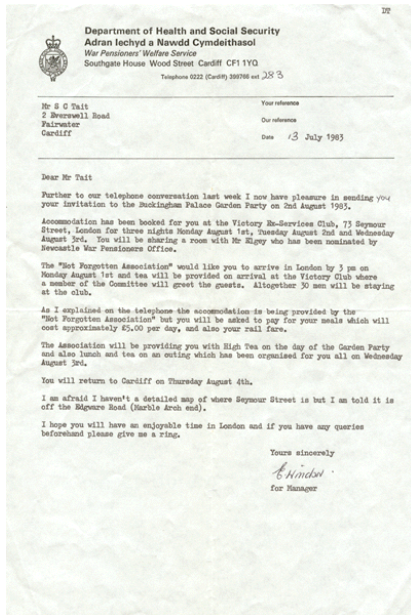 DT
Department of Health and Social Security
Adran Iechyd a Nawdd Cymdeithasol
War Pensioners' Welfare Service
Southgate House Wood Street Cardiff CF1 1YQ
Telephone 0222 (Cardiff) 399766 ext 283
Your reference
Mr S C Tait
2 Everswell Road
Fairwater
Cardiff
Our reference
Date 13 July 1983
Dear Mr Tait
Further to our telephone conversation last week I now have pleasure in sending you
your invitation to the Buckingham Palace Garden Party on 2nd August 1983.
Accommodation has been booked for you at the Victory Ex-Services Club, 73 Seymour
Street, London for three nights Monday August 1st, Tuesday August 2nd and Wednesday
August 3rd. You will be sharing a room with Mr Elgey who has been nominated by
Newcastle War Pensioners Office.
The "Not Forgotten Association" would like you to arrive in London by 3 pm on
Monday August 1st and tea will be provided on arrival at the Victory Club where
a member of the Committee will greet the guests. Altogether 30 men will be staying
at the club.
As I explained on the telephone the accommodation is being provided by the
"Not Forgotten Association" but you will be asked to pay for your meals which will
cost approximately £5.00 per day, and also your rail fare.
The Association will be providing you with High Tea on the day of the Garden Party
and also lunch and tea on an outing which has been organised for you all on Wednesday
August 3rd.
You will return to Cardiff on Thursday August 4th.
I am afraid I haven't a detailed map of where Seymour Street is but I am told it is
off the Edgware Road (Marble Arch end).
I hope you will have an enjoyable time in London and if you have any queries
beforehand please give me a ring.
Yours sincerely
for Manager